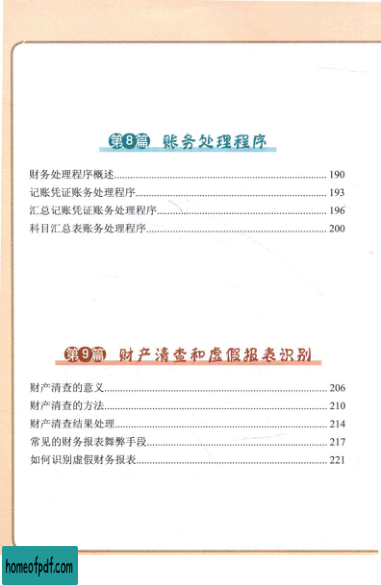 第8篇 账务处理程序
财务处理程序概述 190
记账凭证账务处理程序 193
汇总记账凭证账务处理程序 196
科目汇总表账务处理程序 200
第9篇 财产清查和虚假报表识别
财产清查的意义 206
财产清查的方法 210
财产清查结果处理 214
常见的财务报表舞弊手段 217
如何识别虚假财务报表 221
homeofpdf.com